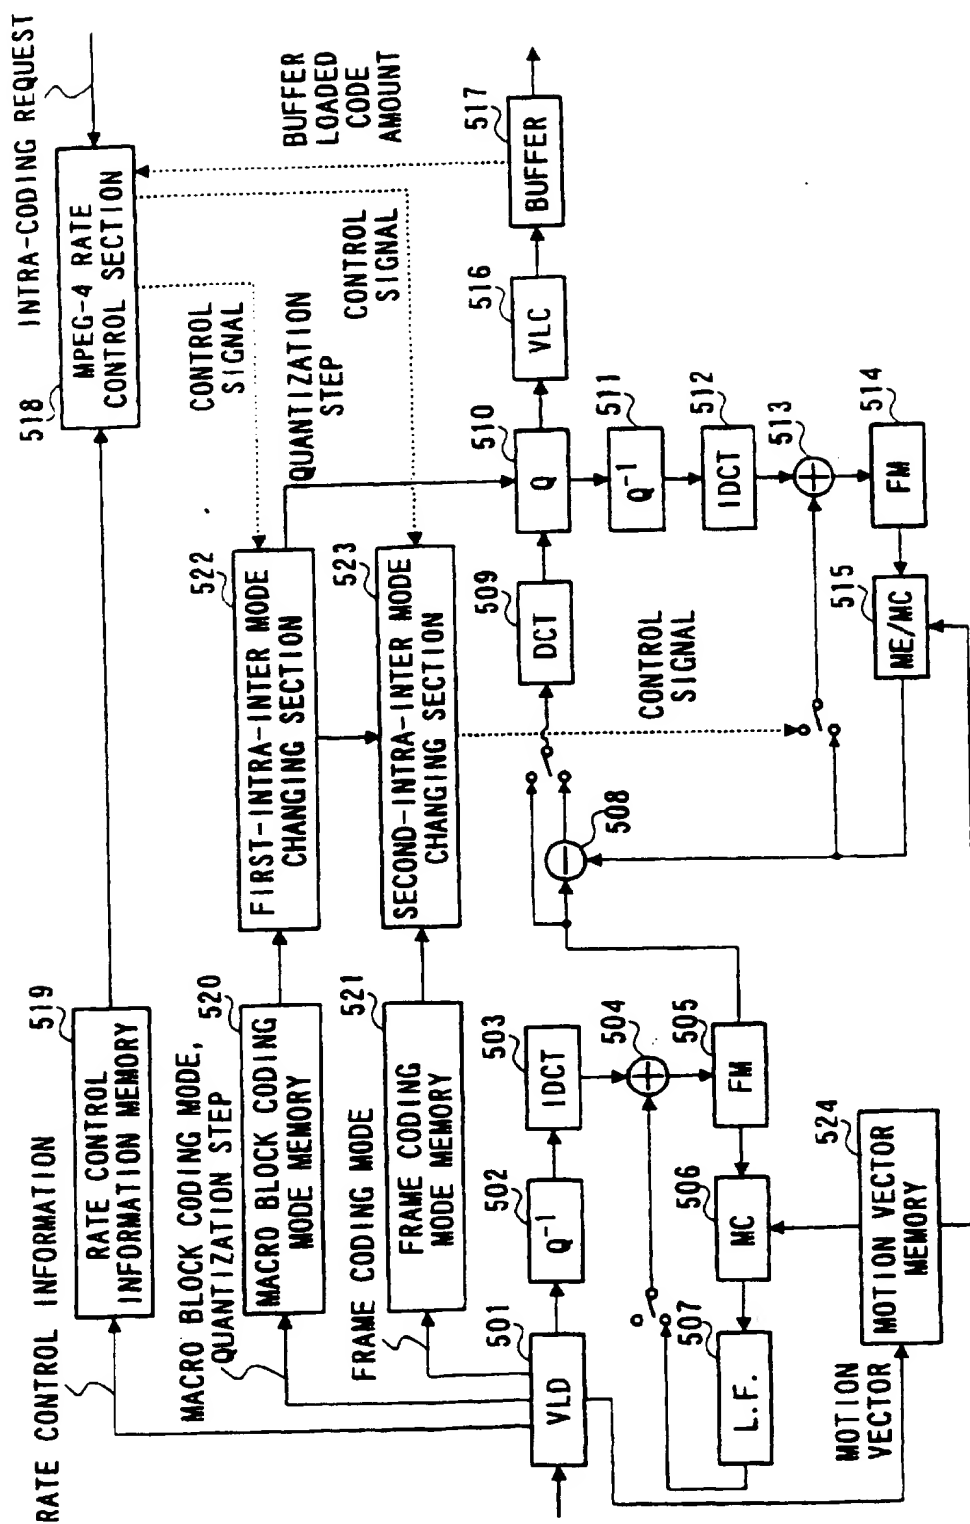 RATE CONTROL INFORMATION
INTRA-CODING REQUEST
519
RATE CONTROL
INFORMATION MEMORY
518
MPEG-4 RATE
CONTROL SECTION
MACRO BLOCK CODING MODE,
QUANTIZATION STEP
520
MACRO BLOCK CODING
MODE MEMORY
522
FIRST-INTRA-INTER MODE
CHANGING SECTION
CONTROL
SIGNAL
QUANTIZATION
STEP
CONTROL
SIGNAL
BUFFER
LOADED
CODE
AMOUNT
FRAME CODING MODE
521
FRAME CODING
MODE MEMORY
523
SECOND-INTRA-INTER MODE
CHANGING SECTION
501
VLD
502
Q-1
503
IDCT
504
505
FM
506
MC
507
L.F.
508
509
DCT
510
Q
516
VLC
517
BUFFER
511
Q-1
512
IDCT
513
514
FM
515
ME/MC
CONTROL
SIGNAL
MOTION
VECTOR
524
MOTION VECTOR
MEMORY